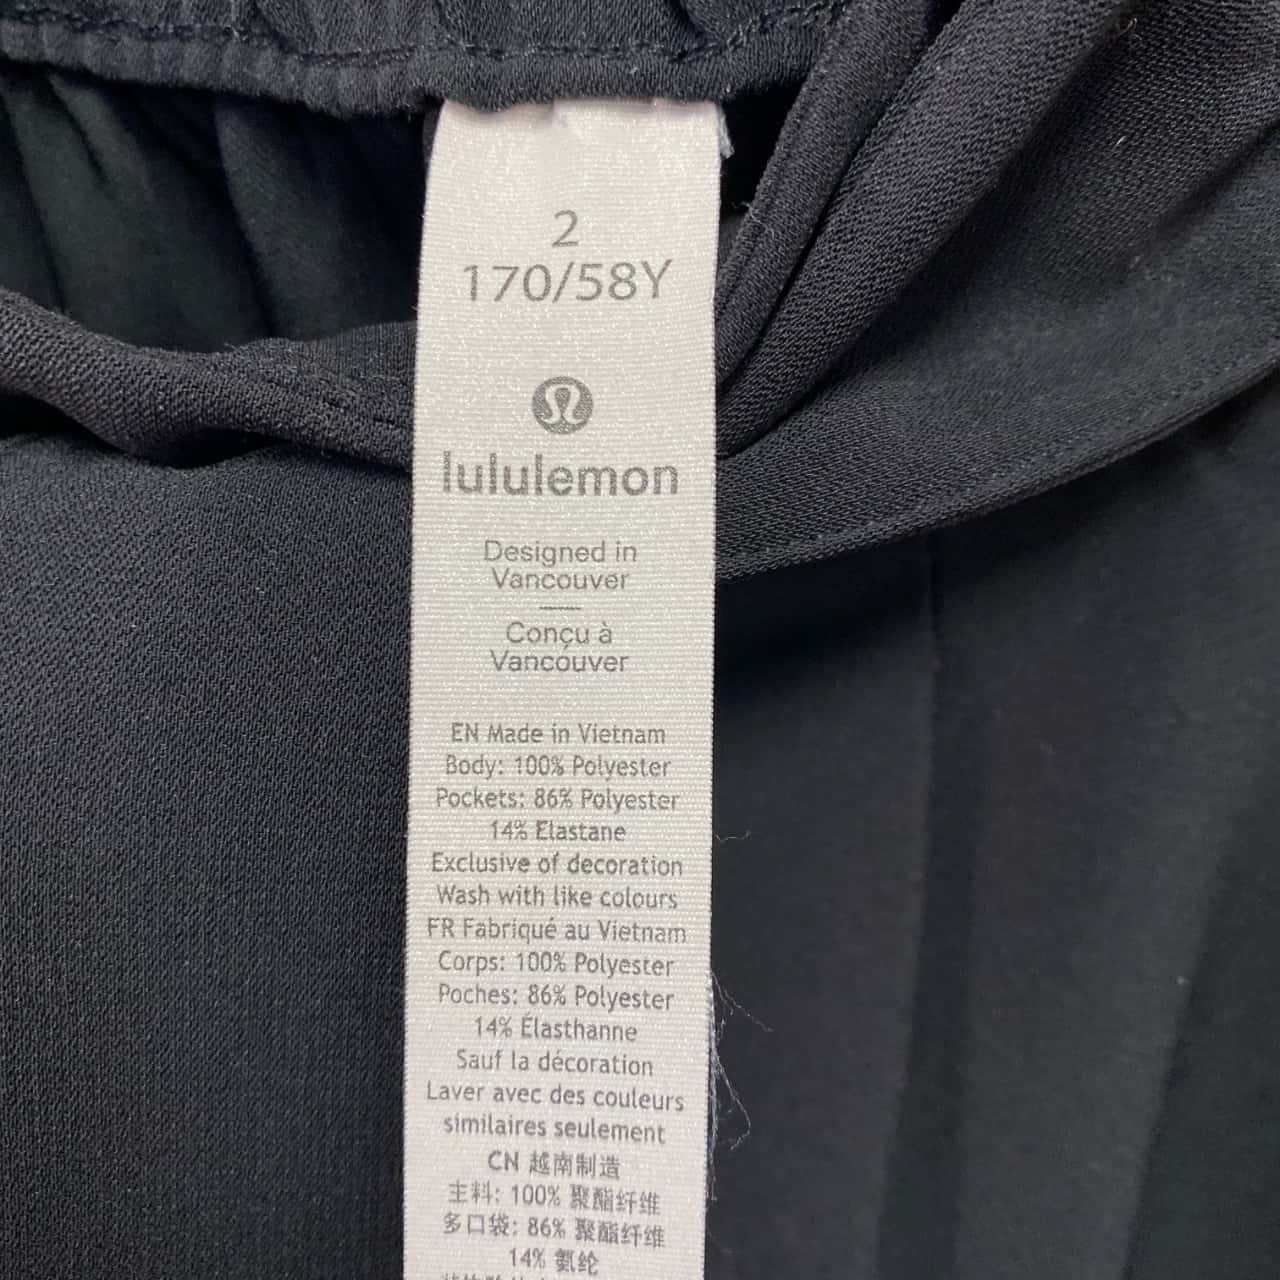 2
170/58Y
lululemon
Designed in
Vancouver
Conçu à
Vancouver
EN Made in Vietnam
Body: 100% Polyester
Pockets: 86% Polyester
14% Elastane
Exclusive of decoration
Wash with like colours
FR Fabriqué au Vietnam
Corps: 100% Polyester
Poches: 86% Polyester
14% Élasthanne
Sauf la décoration
Laver avec des couleurs
similaires seulement
CN 越南制造
主料: 100% 聚酯纤维
多口袋: 86% 聚酯纤维
14% 氨纶